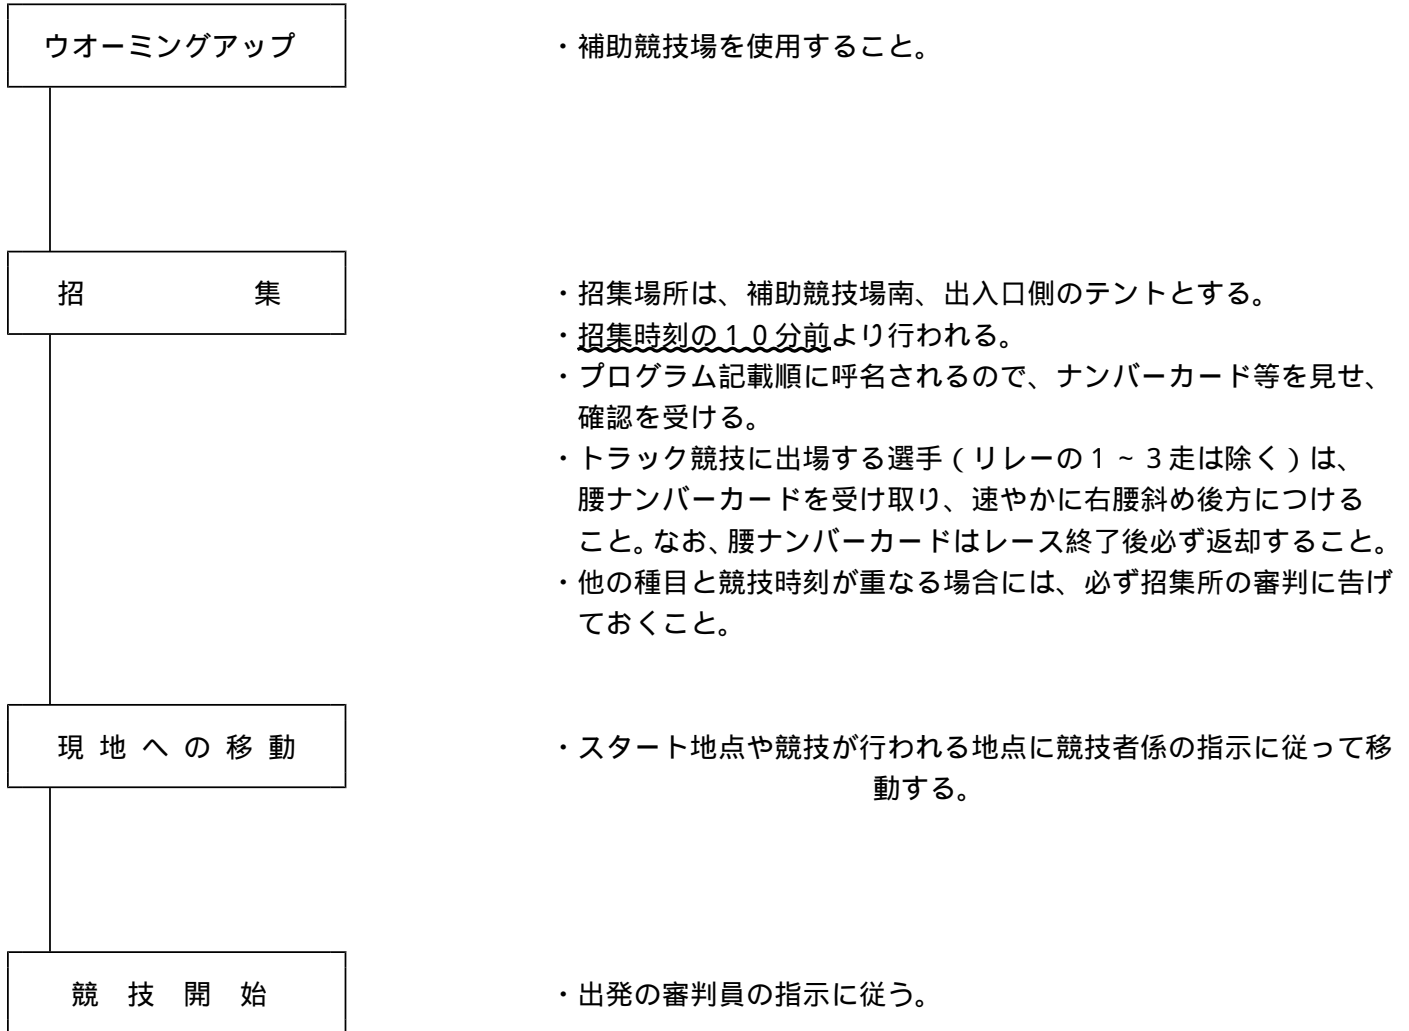 ウオーミングアップ
・補助競技場を使用すること。
招集
・招集場所は、補助競技場南、出入口側のテントとする。
・招集時刻の１０分前より行われる。
・プログラム記載順に呼名されるので、ナンバーカード等を見せ、
確認を受ける。
・トラック競技に出場する選手（リレーの１～３走は除く）は、
腰ナンバーカードを受け取り、速やかに右腰斜め後方につける
こと。なお、腰ナンバーカードはレース終了後必ず返却すること。
・他の種目と競技時刻が重なる場合には、必ず招集所の審判に告げ
ておくこと。
現地への移動
・スタート地点や競技が行われる地点に競技者係の指示に従って移
動する。
競技開始
・出発の審判員の指示に従う。